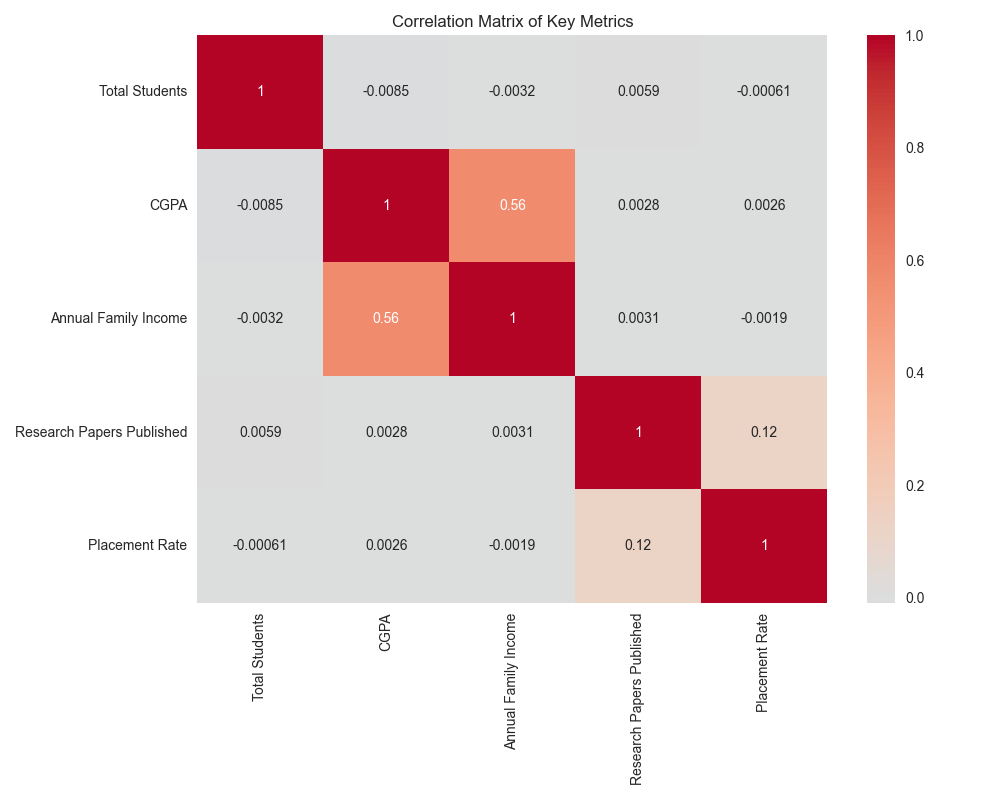 Correlation Matrix of Key Metrics
Total Students 1 -0.0085 -0.0032 0.0059 -0.00061
CGPA -0.0085 1 0.56 0.0028 0.0026
Annual Family Income -0.0032 0.56 1 0.0031 -0.0019
Research Papers Published 0.0059 0.0028 0.0031 1 0.12
Placement Rate -0.00061 0.0026 -0.0019 0.12 1
Total Students
CGPA
Annual Family Income
Research Papers Published
Placement Rate
1.0
0.8
0.6
0.4
0.2
0.0